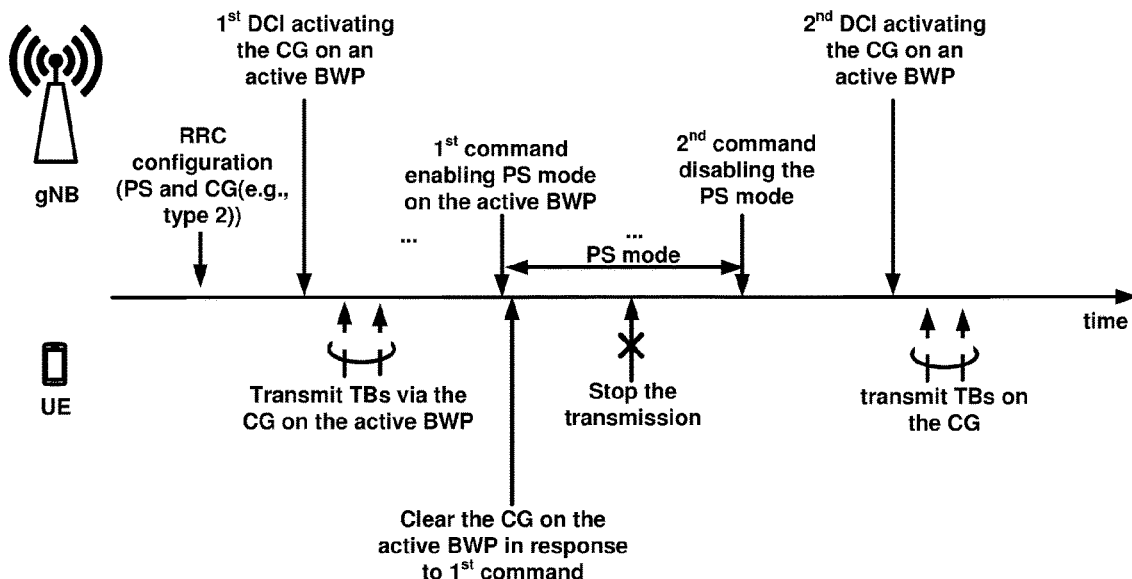 1st DCI activating
the CG on an
active BWP
2nd DCI activating
the CG on an
active BWP
RRC
configuration
(PS and CG(e.g.,
type 2))
gNB
1st command
enabling PS mode
on the active BWP
2nd command
disabling the
PS mode
...
...
PS mode
time
UE
Transmit TBs via the
CG on the active BWP
Stop the
transmission
transmit TBs on
the CG
Clear the CG on the
active BWP in response
to 1st command